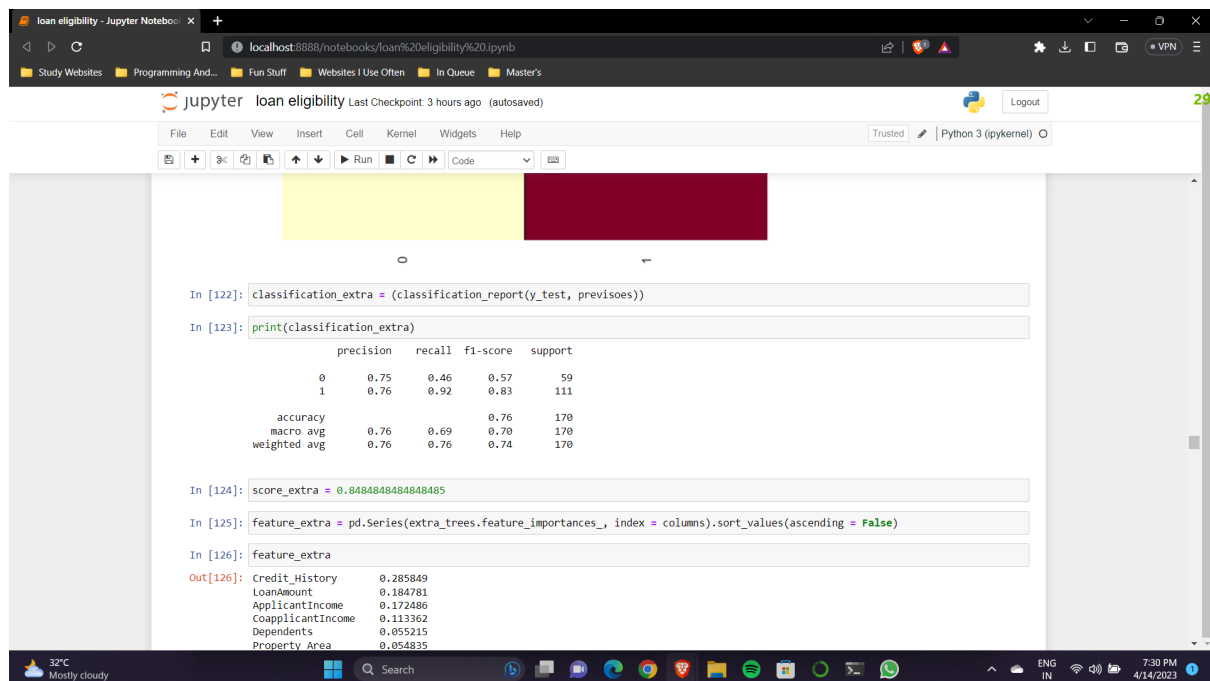 loan eligibility - Jupyter Notebool
localhost:8888/notebooks/loan%20eligibility%20.ipynb
VPN
Study Websites Programming And... Fun Stuff Websites I Use Often In Queue Master's
jupyter loan eligibility Last Checkpoint: 3 hours ago (autosaved)
Logout
29
File Edit View Insert Cell Kernel Widgets Help
Trusted Python 3 (ipykernel)
Run Code
0 1
In [122]: classification_extra = (classification_report(y_test, previsoes))
In [123]: print(classification_extra)
precision recall f1-score support
0 0.75 0.46 0.57 59
1 0.76 0.92 0.83 111
accuracy 0.76 170
macro avg 0.76 0.69 0.70 170
weighted avg 0.76 0.76 0.74 170
In [124]: score_extra = 0.8484848484848485
In [125]: feature_extra = pd.Series(extra_trees.feature_importances_, index = columns).sort_values(ascending = False)
In [126]: feature_extra
Out[126]: Credit_History 0.285849
LoanAmount 0.184781
ApplicantIncome 0.172486
CoapplicantIncome 0.113362
Dependents 0.055215
Property_Area 0.054835
32°C
Mostly cloudy
Search
ENG
IN
7:30 PM
4/14/2023
1